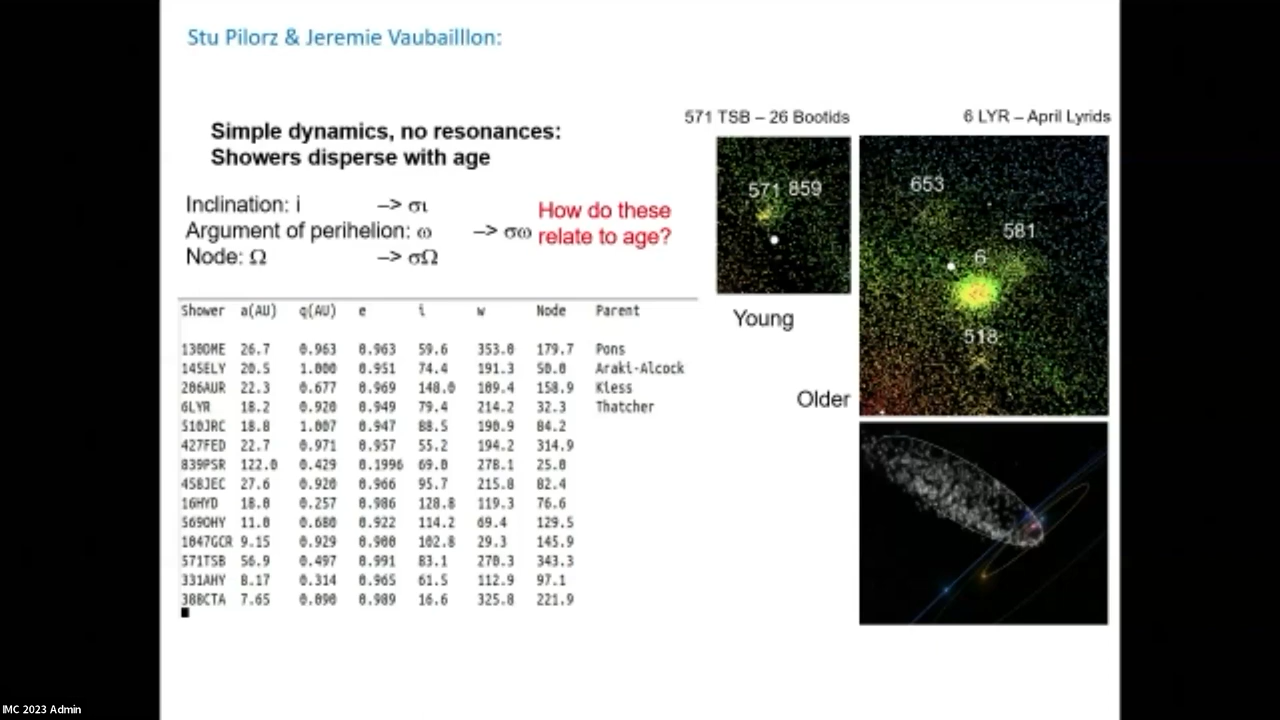 Stu Pilorz & Jeremie Vaubailllon:
Simple dynamics, no resonances:
Showers disperse with age
Inclination: i –> σι
Argument of perihelion: ω –> σω
Node: Ω –> σΩ
How do these
relate to age?
Shower a(AU) q(AU) e i w Node Parent
130DME 26.7 0.963 0.963 59.6 353.0 179.7 Pons
145ELY 20.5 1.000 0.951 74.4 191.3 50.0 Araki-Alcock
206AUR 22.3 0.677 0.969 148.0 109.4 158.9 Kiess
6LYR 18.2 0.920 0.949 79.4 214.2 32.3 Thatcher
510JRC 18.8 1.007 0.947 88.5 190.9 84.2
427FED 22.7 0.971 0.957 55.2 194.2 314.9
839PSR 122.0 0.429 0.1996 69.0 278.1 25.0
458JEC 27.6 0.920 0.966 95.7 215.8 82.4
16HYD 18.0 0.257 0.986 128.8 119.3 76.6
569OHY 11.0 0.680 0.922 114.2 69.4 129.5
1047GCR 9.15 0.929 0.900 102.8 29.3 145.9
571TSB 56.9 0.497 0.991 83.1 270.3 343.3
331AHY 8.17 0.314 0.965 61.5 112.9 97.1
388CTA 7.65 0.090 0.989 16.6 325.8 221.9
571 TSB – 26 Bootids
571 859
Young
6 LYR – April Lyrids
653
581
6
518
Older
IMC 2023 Admin